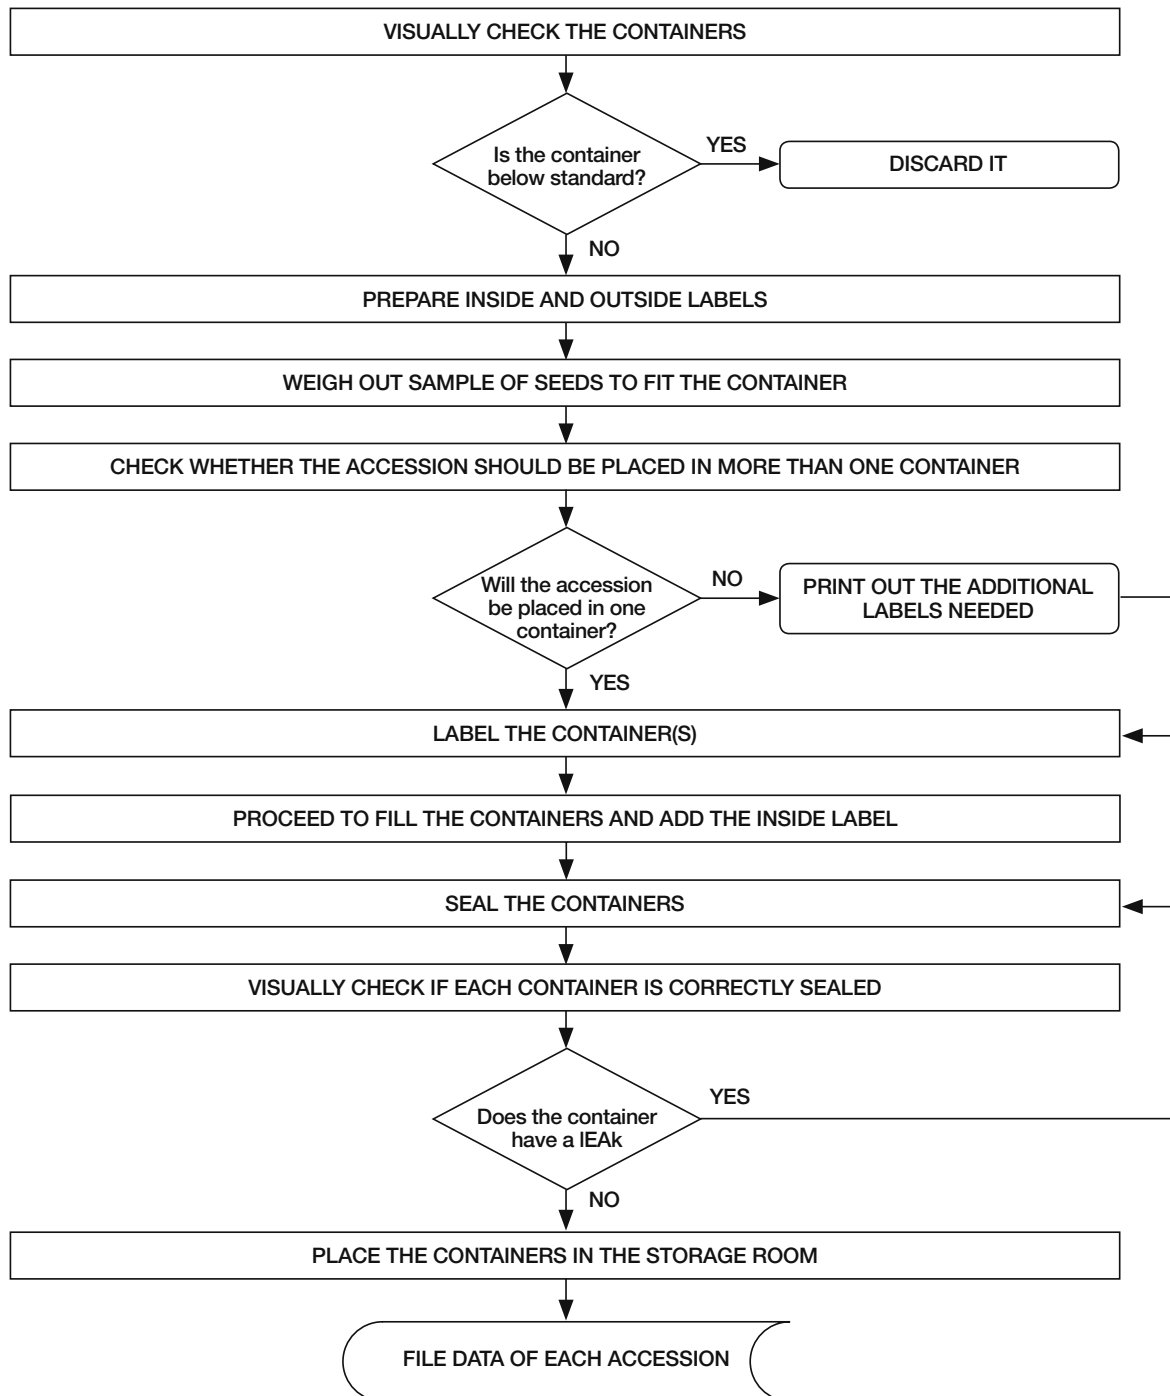 VISUALLY CHECK THE CONTAINERS
Is the container
below standard?
YES
DISCARD IT
NO
PREPARE INSIDE AND OUTSIDE LABELS
WEIGH OUT SAMPLE OF SEEDS TO FIT THE CONTAINER
CHECK WHETHER THE ACCESSION SHOULD BE PLACED IN MORE THAN ONE CONTAINER
Will the accession
be placed in one
container?
NO
PRINT OUT THE ADDITIONAL
LABELS NEEDED
YES
LABEL THE CONTAINER(S)
PROCEED TO FILL THE CONTAINERS AND ADD THE INSIDE LABEL
SEAL THE CONTAINERS
VISUALLY CHECK IF EACH CONTAINER IS CORRECTLY SEALED
Does the container
have a lEAk
YES
NO
PLACE THE CONTAINERS IN THE STORAGE ROOM
FILE DATA OF EACH ACCESSION